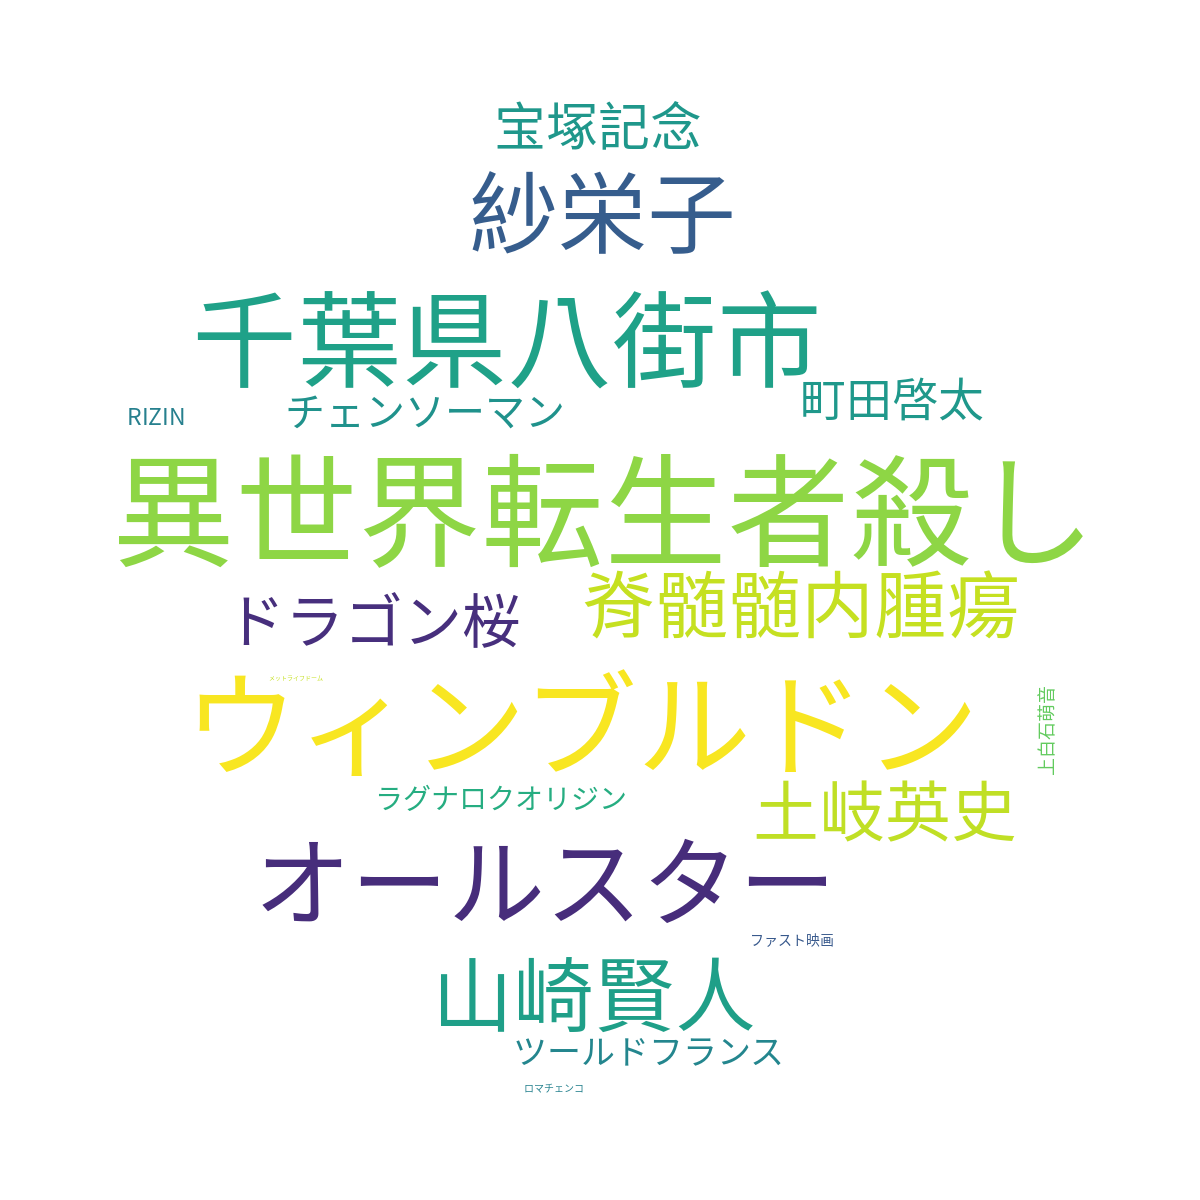 宝塚記念
紗栄子
千葉県八街市
町田啓太
チェンソーマン
RIZIN
異世界転生者殺し
脊髄髄内腫瘍
ドラゴン桜
メットライフドーム
ウィンブルドン
上白石萌音
ラグナロクオリジン
土岐英史
オールスター
ファスト映画
山崎賢人
ツールドフランス
ロマチェンコ